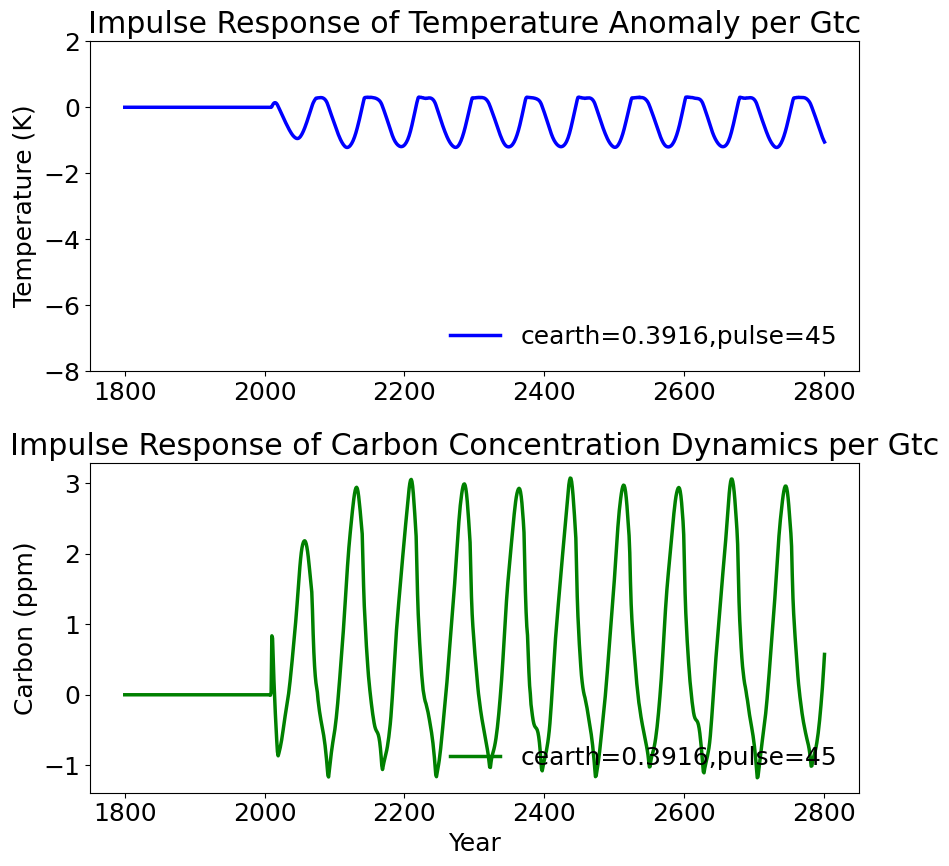 Impulse Response of Temperature Anomaly per Gtc
2
0
−2
−4
−6
−8
Temperature (K)
cearth=0.3916,pulse=45
1800 2000 2200 2400 2600 2800
Impulse Response of Carbon Concentration Dynamics per Gtc
3
2
1
0
−1
Carbon (ppm)
cearth=0.3916,pulse=45
1800 2000 2200 2400 2600 2800
Year